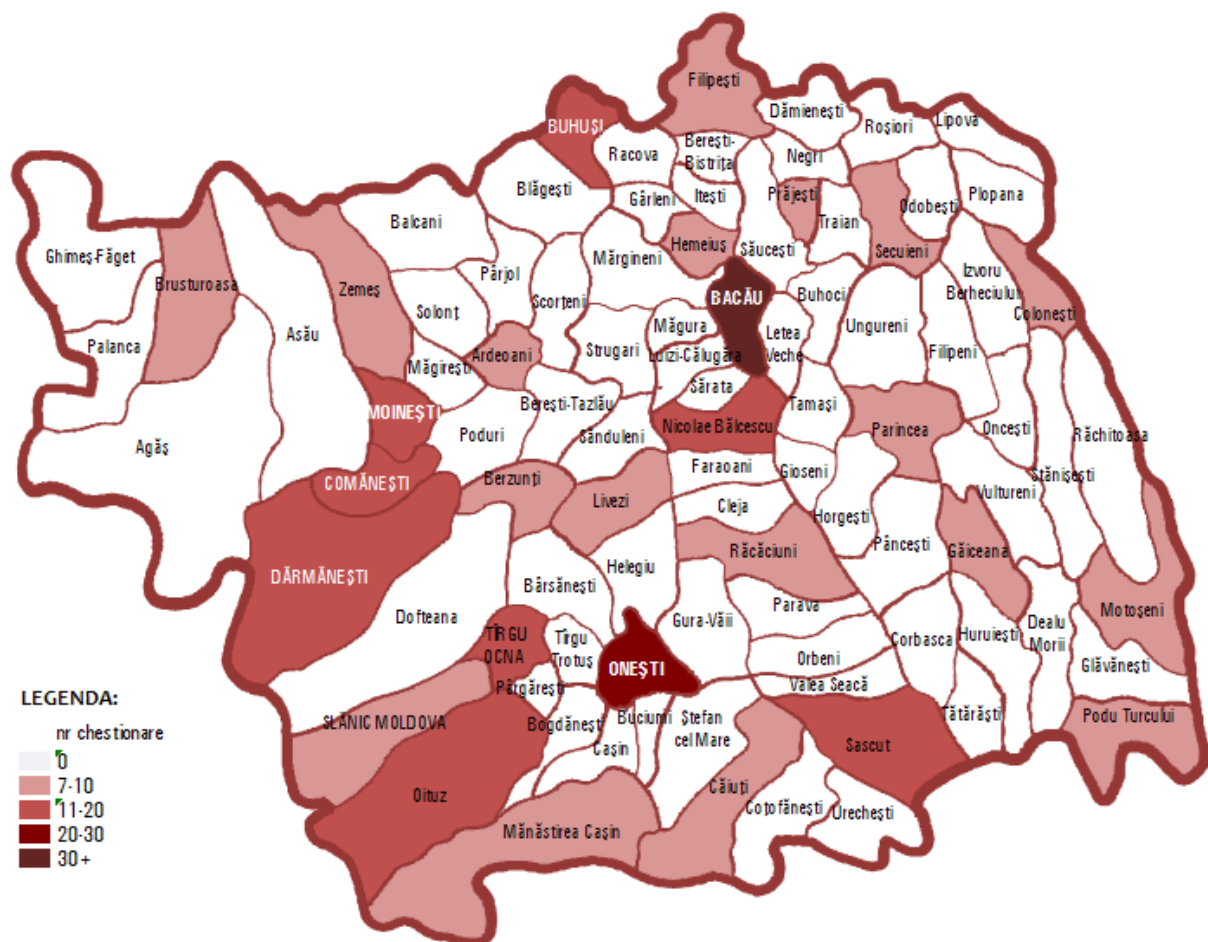 Filipești
Dămienești
Roșiori
Lipova
BUHUȘI
Racova
Berești-
Bistrița
Negri
Blăgești
Gârleni
Itești
Prăjești
Traian
Odobești
Plopana
Balcani
Ghimeș-Făget
Brusturoasa
Zemeș
Pârjol
Mărgineni
Hemeiuș
Săucești
Secuieni
Izvoru
Berheciului
Colonești
Solonț
Scorțeni
BACĂU
Buhoci
Ungureni
Filipeni
Palanca
Asău
Măgura
Letea
Veche
Strugari
Luizi-Călugăra
Ardeoani
Măgirești
Sărata
MOINEȘTI
Berești-Tazlău
Tamași
Parincea
Oncești
Răchitoasa
Agăș
Poduri
Sănduleni
Nicolae Bălcescu
Faraoani
Gioseni
Stănișești
Vultureni
COMĂNEȘTI
Berzunți
Livezi
Cleja
Horgești
Pâncești
Găiceana
Răcăciuni
DĂRMĂNEȘTI
Bârsănești
Helegiu
Parava
Motoșeni
Dofteana
Gura-Văii
TÎRGU
OCNA
Tîrgu
Trotuș
Corbasca
Huruiești
Dealu
Morii
ONEȘTI
Orbeni
Glăvănești
Pârgărești
Valea Seacă
SLĂNIC MOLDOVA
Bogdănești
Buciumi
Ștefan
cel Mare
Tătărăști
Podu Turcului
Cașin
Sascut
Oituz
Căiuți
Coțofănești
Urechești
Mănăstirea Cașin
LEGENDA:
nr chestionare
0
7-10
11-20
20-30
30+